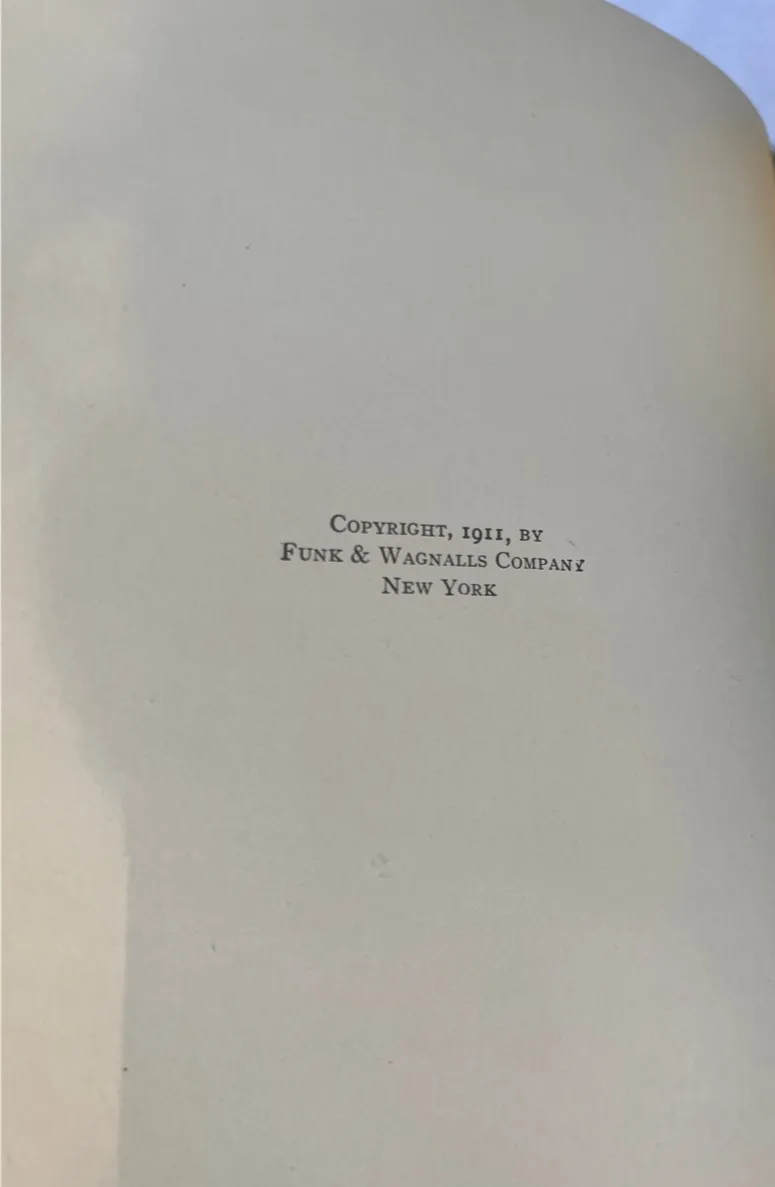 Copyright, 1911, by
Funk & Wagnalls Company
New York